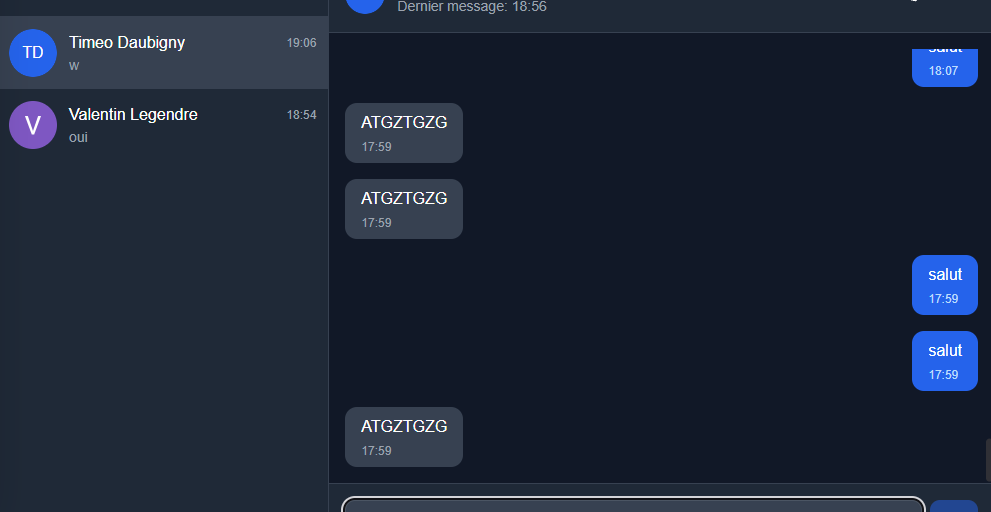 TD
Timeo Daubigny 19:06
w
V
Valentin Legendre 18:54
oui
Dernier message: 18:56
salut
18:07
ATGZTGZG
17:59
ATGZTGZG
17:59
salut
17:59
salut
17:59
ATGZTGZG
17:59